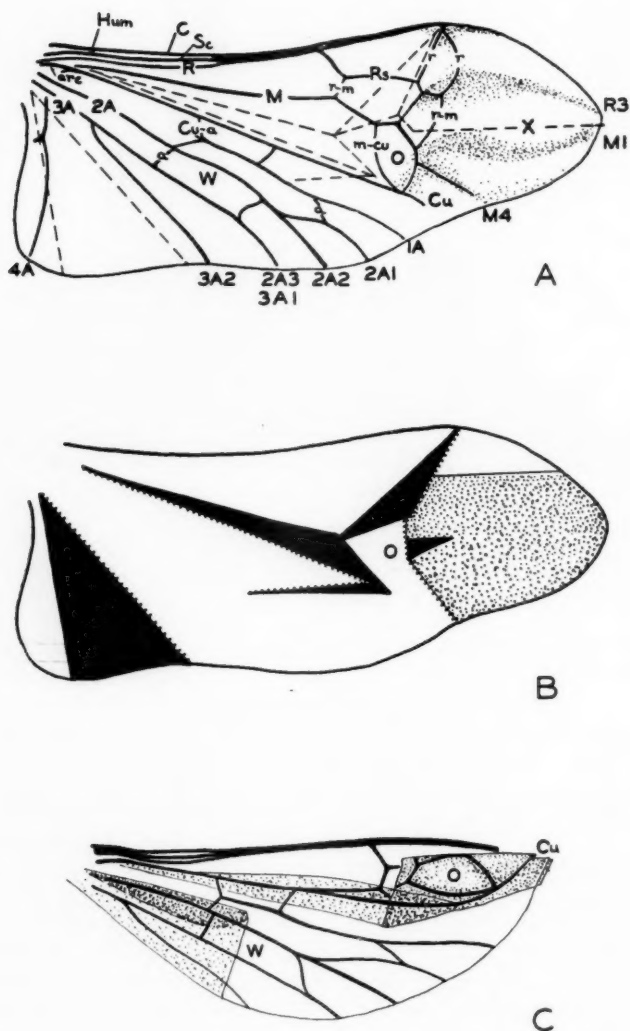 Hum
C
Sc
R
arc
3A
2A
M
Cu-a
r-m
Rs
r
r
r-m
m-cu
O
X
R3
M1
W
a
a
Cu
M4
1A
4A
3A2
2A3
3A1
2A2
2A1
A
O
B
Cu
O
W
C